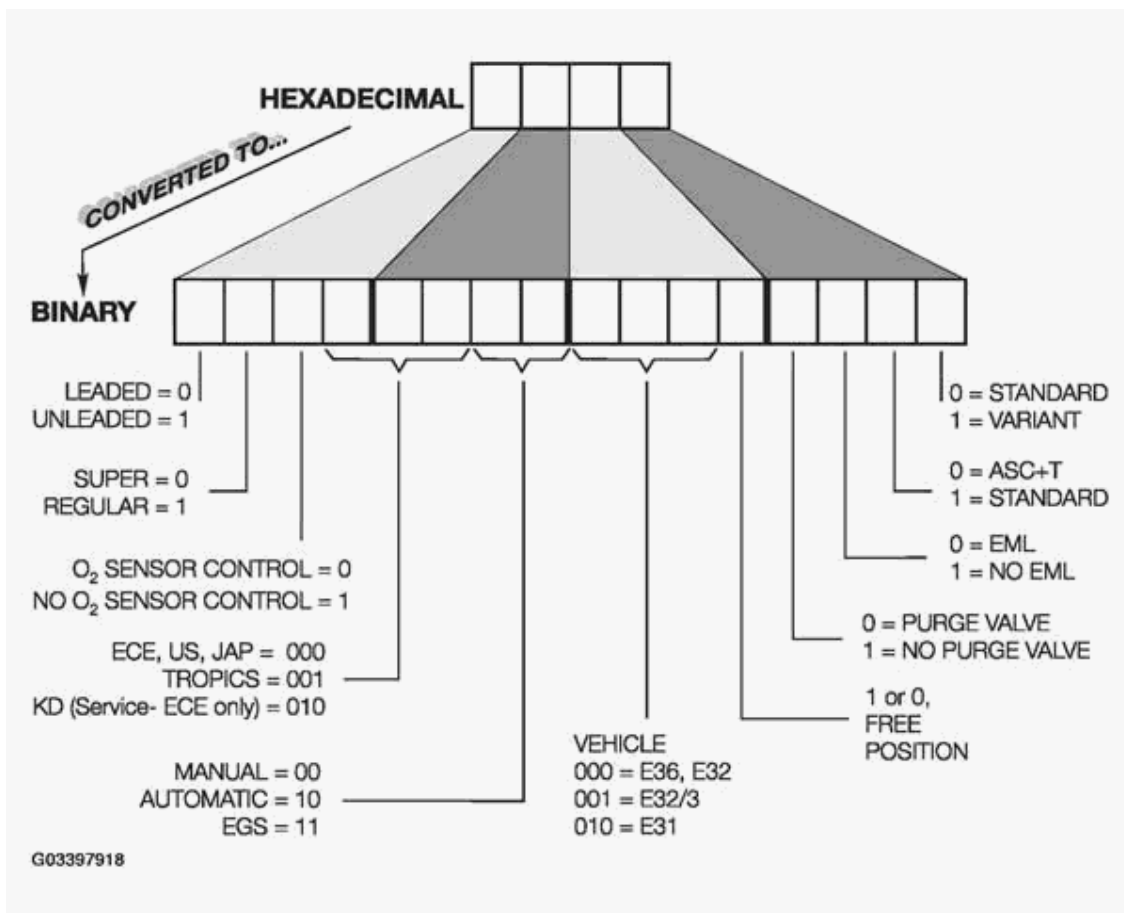 HEXADECIMAL
CONVERTED TO...
BINARY
LEADED = 0
UNLEADED = 1
SUPER = 0
REGULAR = 1
O₂ SENSOR CONTROL = 0
NO O₂ SENSOR CONTROL = 1
ECE, US, JAP = 000
TROPICS = 001
KD (Service- ECE only) = 010
MANUAL = 00
AUTOMATIC = 10
EGS = 11
VEHICLE
000 = E36, E32
001 = E32/3
010 = E31
0 = STANDARD
1 = VARIANT
0 = ASC+T
1 = STANDARD
0 = EML
1 = NO EML
0 = PURGE VALVE
1 = NO PURGE VALVE
1 or 0,
FREE
POSITION
G03397918